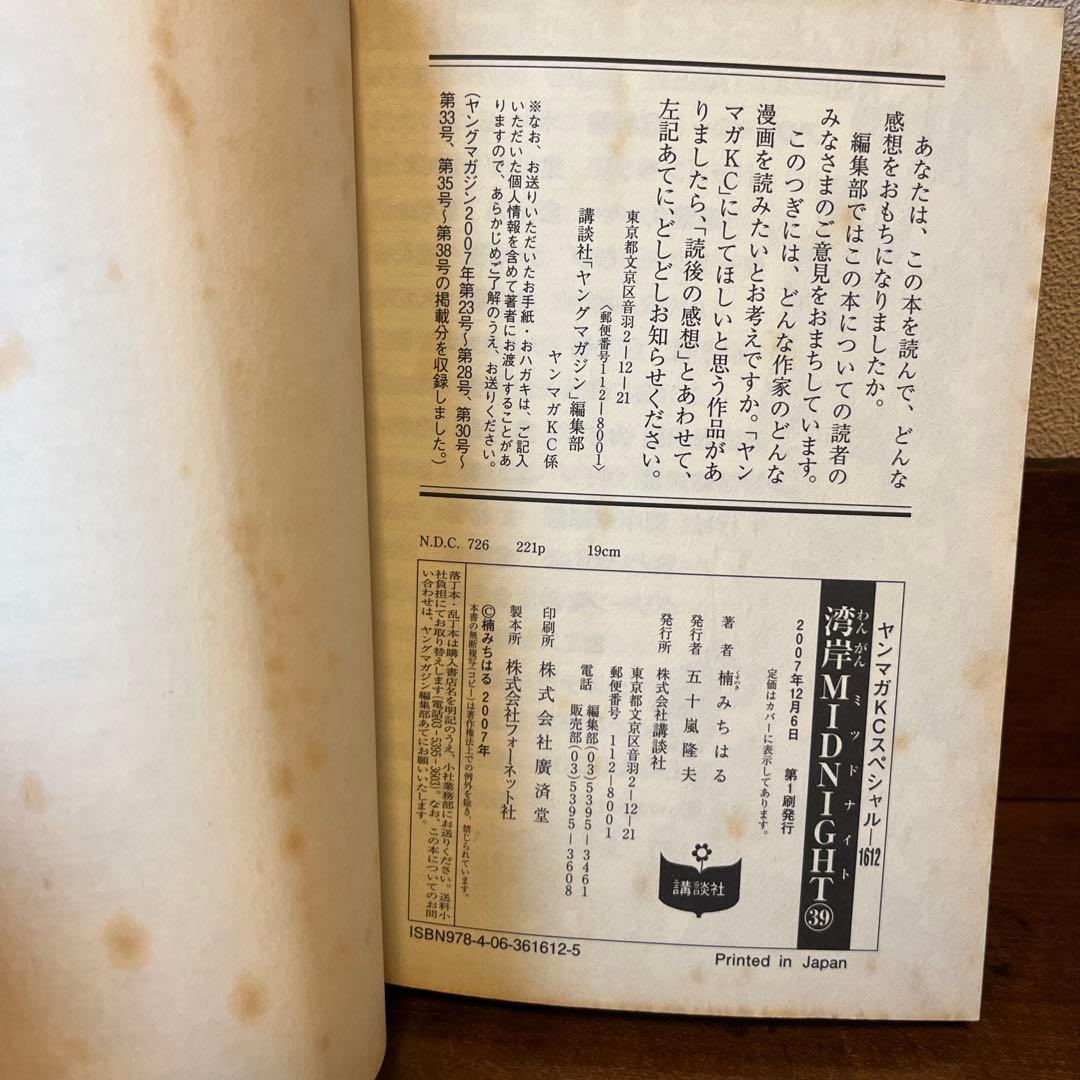 あなたは、この本を読んで、どんな
感想をおもちになりましたか。
編集部ではこの本についての読者の
みなさまのご意見をおまちしています。
このつぎには、どんな作家のどんな
漫画を読みたいとお考えですか。「ヤン
マガKC」にしてほしいと思う作品があ
りましたら、「読後の感想」とあわせて、
左記あてに、どしどしお知らせください。
東京都文京区音羽2―12―21
〈郵便番号112―8001〉
講談社「ヤングマガジン」編集部
ヤンマガKC係
※なお、お送りいただいたお手紙・おハガキは、ご記入
いただいた個人情報を含めて著者にお渡しすることがあ
りますので、あらかじめご了解のうえ、お送りください。
(ヤングマガジン2007年第23号〜第28号、第30号〜
第33号、第35号〜第38号の掲載分を収録しました。)
N.D.C. 726 221p 19cm
ヤンマガKCスペシャル―1612
わんがんミッドナイト
湾岸MIDNIGHT㊴
2007年12月6日 第1刷発行
定価はカバーに表示してあります。
くすのき
著者 楠みちはる
発行者 五十嵐隆夫
発行所 株式会社講談社
東京都文京区音羽2―12―21
郵便番号 112―8001
電話 編集部(03)5395―3461
販売部(03)5395―3608
印刷所 株式会社廣済堂
製本所 株式会社フォーネット社
©楠みちはる 2007年
本書の無断複写(コピー)は著作権法上での例外を除き、禁じられています。
落丁本・乱丁本は購入書店名を明記のうえ、小社業務部にお送りください。送料小
社負担にてお取り替えします(電話03-5395-3603)。なお、この本についてのお問
い合わせは、ヤングマガジン編集部あてにお願いいたします。
講談社
ISBN978-4-06-361612-5
Printed in Japan